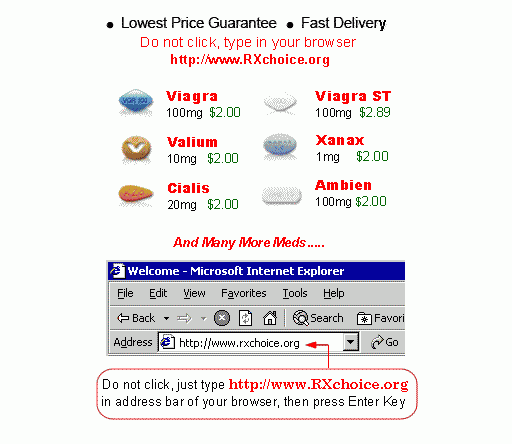 ● Lowest Price Guarantee ● Fast Delivery
Do not click, type in your browser
http://www.RXchoice.org
Viagra
100mg $2.00
Viagra ST
100mg $2.89
Valium
10mg $2.00
Xanax
1mg $2.00
Cialis
20mg $2.00
Ambien
100mg $2.00
And Many More Meds.....
Welcome - Microsoft Internet Explorer
File Edit View Favorites Tools Help
Back Search Favori
Address http://www.rxchoice.org Go
Do not click, just type http://www.RXchoice.org
in address bar of your browser, then press Enter Key